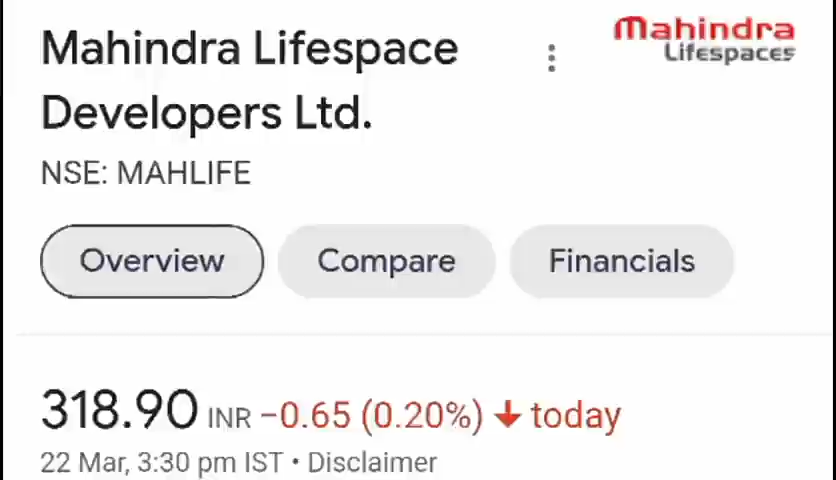 Mahindra Lifespace
Developers Ltd.
Mahindra
Lifespaces
NSE: MAHLIFE
Overview Compare Financials
318.90 INR −0.65 (0.20%) ↓ today
22 Mar, 3:30 pm IST • Disclaimer